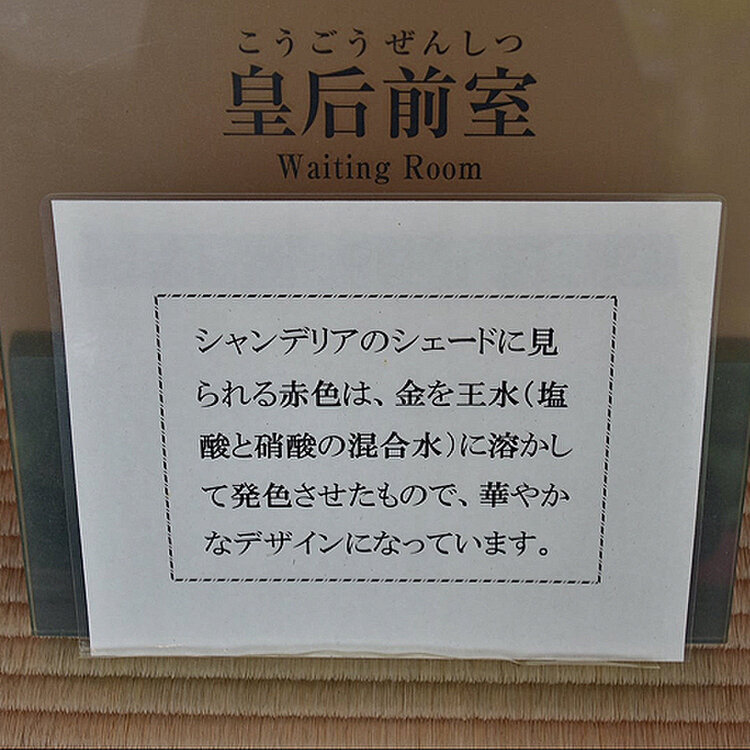 こうごうぜんしつ
皇后前室
Waiting Room
シャンデリアのシェードに見
られる赤色は、金を王水（塩
酸と硝酸の混合水）に溶かし
て発色させたもので、華やか
なデザインになっています。